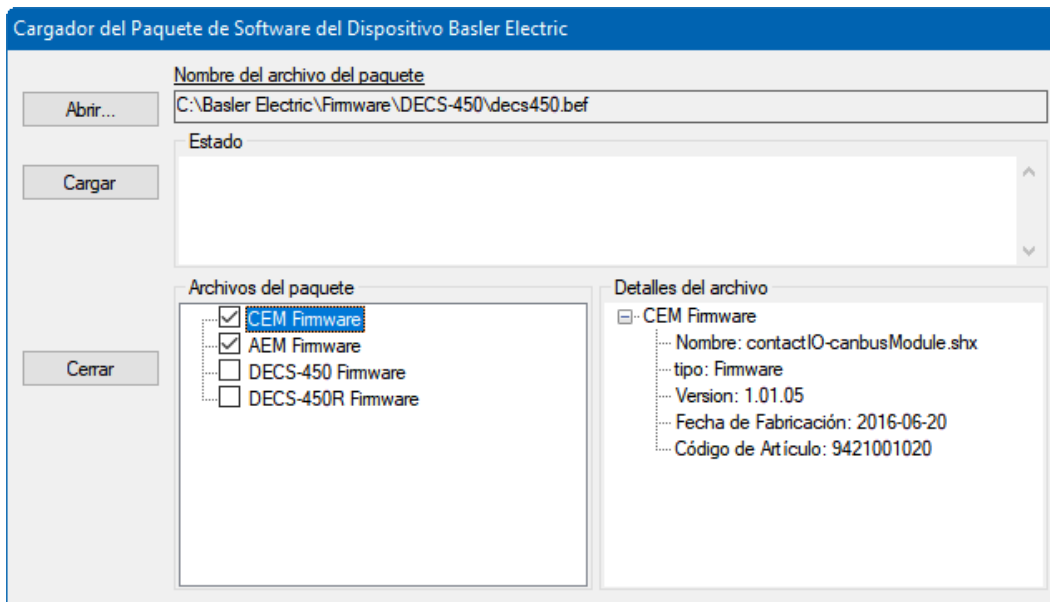 Cargador del Paquete de Software del Dispositivo Basler Electric
Nombre del archivo del paquete
Abrir...
C:\Basler Electric\Firmware\DECS-450\decs450.bef
Estado
Cargar
Archivos del paquete
CEM Firmware
AEM Firmware
DECS-450 Firmware
DECS-450R Firmware
Cerrar
Detalles del archivo
CEM Firmware
Nombre: contactIO-canbusModule.shx
tipo: Firmware
Version: 1.01.05
Fecha de Fabricación: 2016-06-20
Código de Artículo: 9421001020